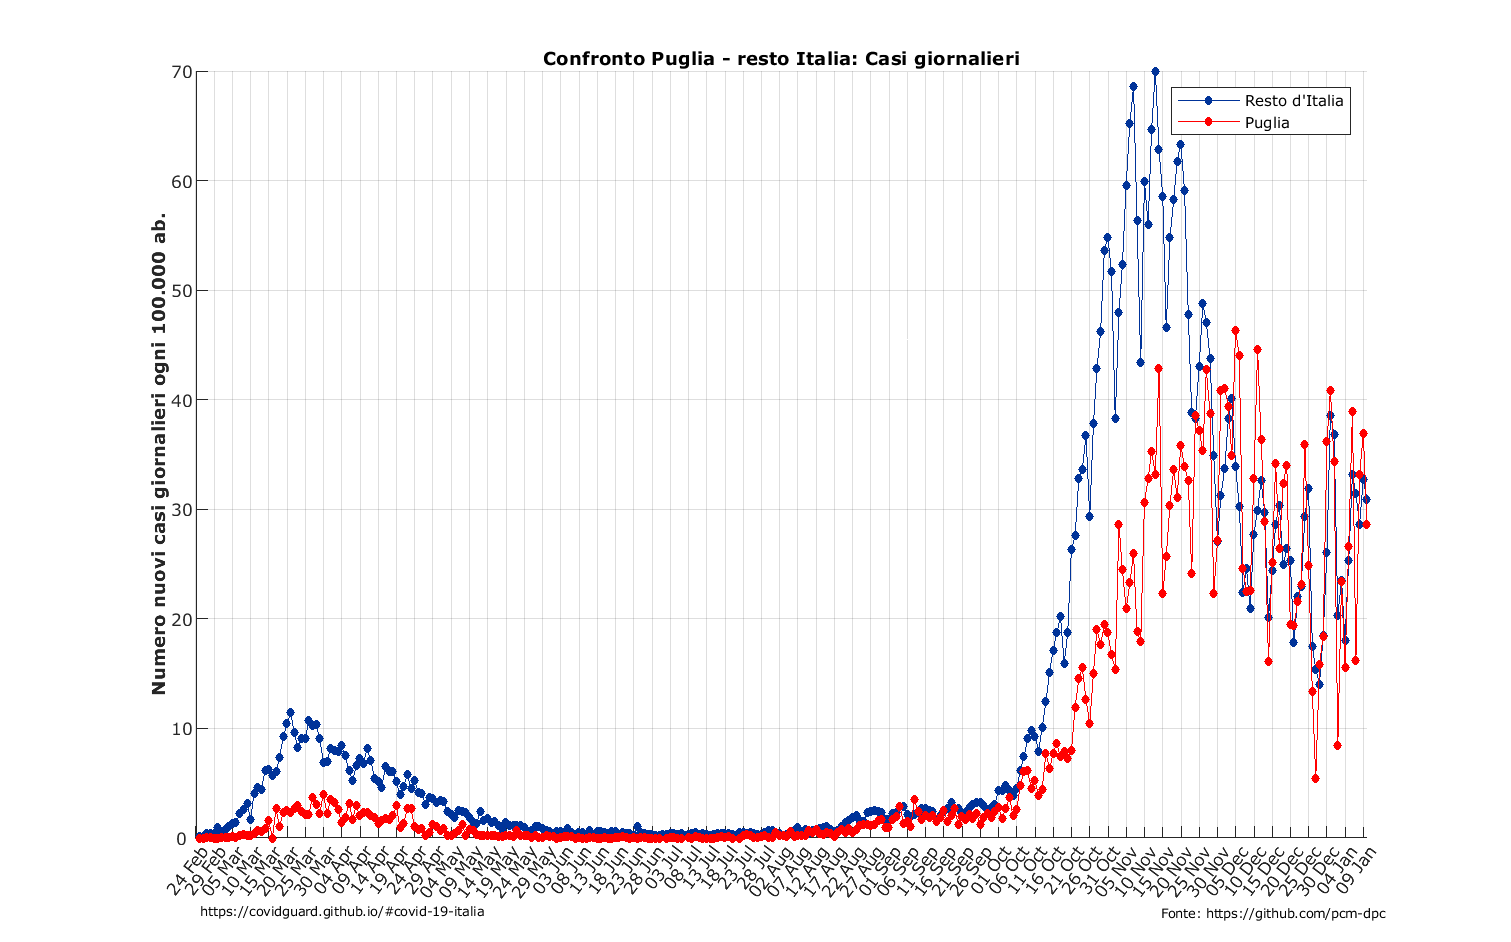 Confronto Puglia - resto Italia: Casi giornalieri
Resto d'Italia
Puglia
Numero nuovi casi giornalieri ogni 100.000 ab.
70
60
50
40
30
20
10
0
24 Feb
29 Feb
05 Mar
10 Mar
15 Mar
20 Mar
25 Mar
30 Mar
04 Apr
09 Apr
14 Apr
19 Apr
24 Apr
29 Apr
04 May
09 May
14 May
19 May
24 May
29 May
03 Jun
08 Jun
13 Jun
18 Jun
23 Jun
28 Jun
03 Jul
08 Jul
13 Jul
18 Jul
23 Jul
28 Jul
02 Aug
07 Aug
12 Aug
17 Aug
22 Aug
27 Aug
01 Sep
06 Sep
11 Sep
16 Sep
21 Sep
26 Sep
01 Oct
06 Oct
11 Oct
16 Oct
21 Oct
26 Oct
31 Oct
05 Nov
10 Nov
15 Nov
20 Nov
25 Nov
30 Nov
05 Dec
10 Dec
15 Dec
20 Dec
25 Dec
30 Dec
04 Jan
09 Jan
https://covidguard.github.io/#covid-19-italia
Fonte: https://github.com/pcm-dpc